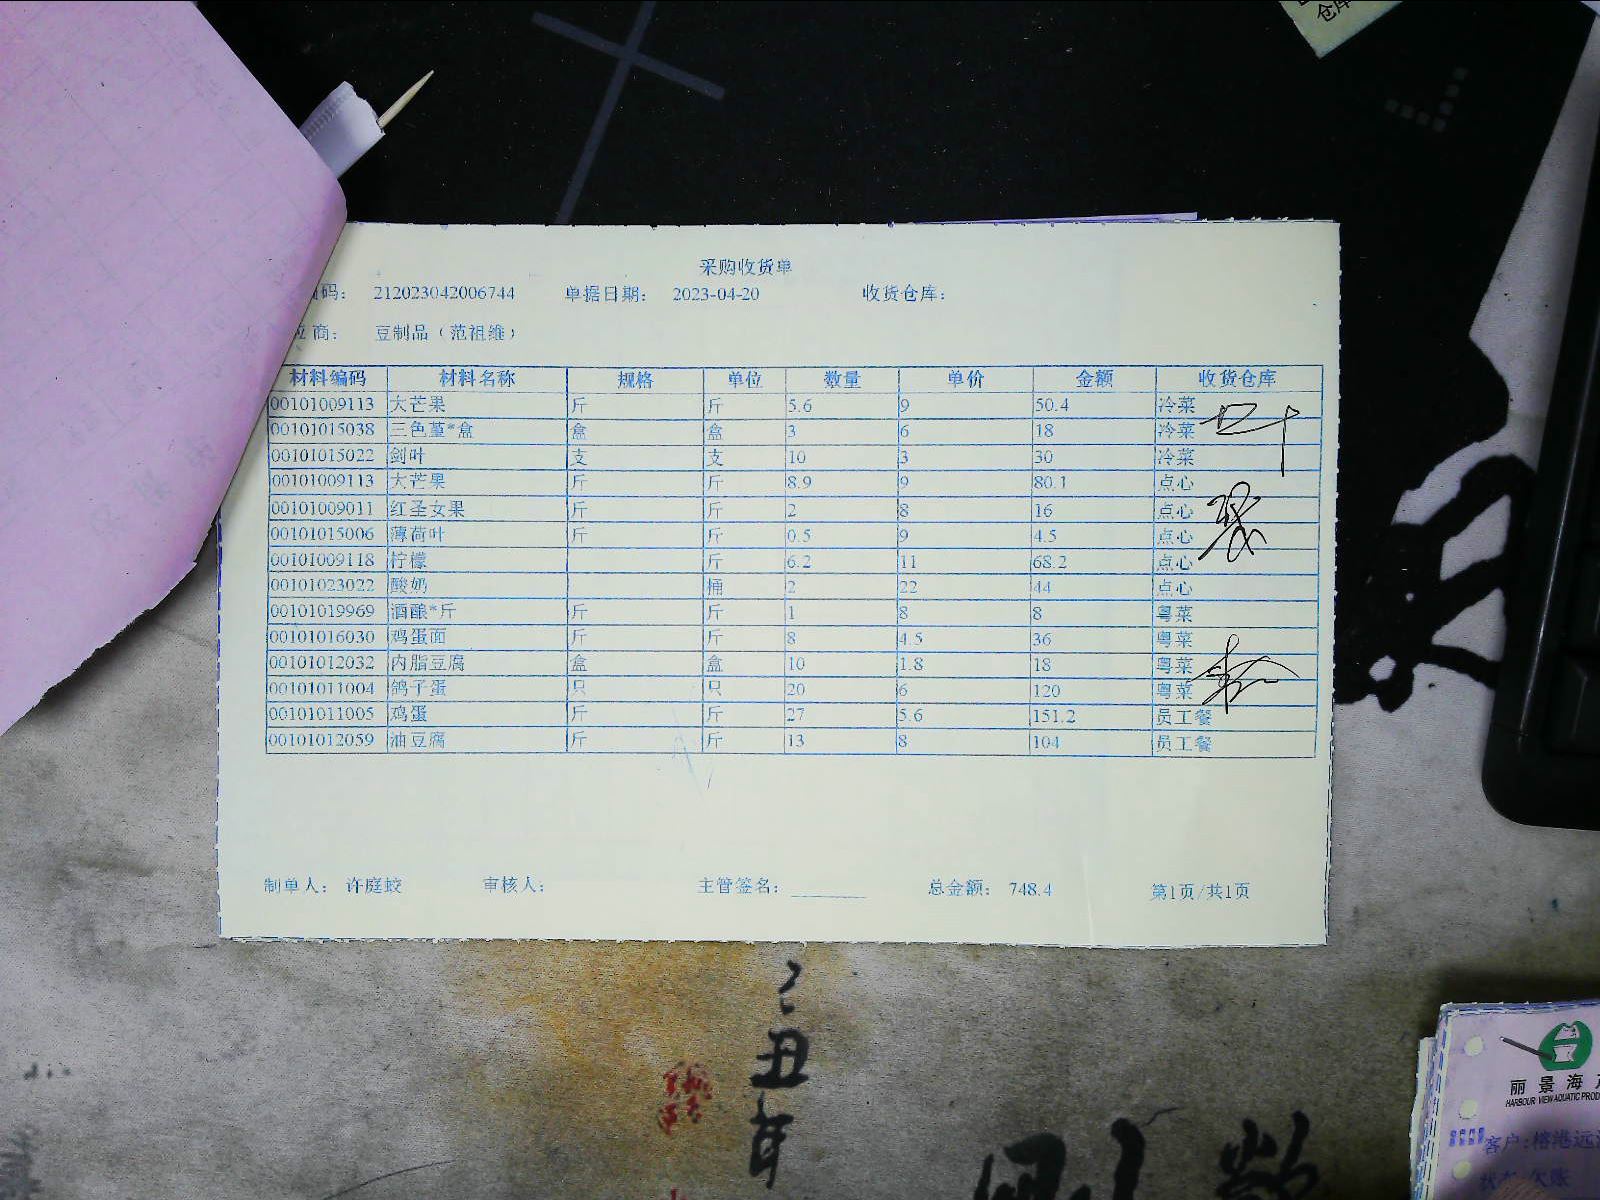 仓库
采购收货单
码： 212023042006744 单据日期： 2023-04-20 收货仓库：
应商： 豆制品（范祖维）
材料编码 材料名称 规格 单位 数量 单价 金额 收货仓库
00101009113 大芒果 斤 斤 5.6 9 50.4 冷菜
00101015038 三色堇*盒 盒 盒 3 6 18 冷菜
00101015022 剑叶 支 支 10 3 30 冷菜
00101009113 大芒果 斤 斤 8.9 9 80.1 点心
00101009011 红圣女果 斤 斤 2 8 16 点心
00101015006 薄荷叶 斤 斤 0.5 9 4.5 点心
00101009118 柠檬 斤 6.2 11 68.2 点心
00101023022 酸奶 桶 2 22 44 点心
00101019969 酒酿*斤 斤 斤 1 8 8 粤菜
00101016030 鸡蛋面 斤 斤 8 4.5 36 粤菜
00101012032 内脂豆腐 盒 盒 10 1.8 18 粤菜
00101011004 鸽子蛋 只 只 20 6 120 粤菜
00101011005 鸡蛋 斤 斤 27 5.6 151.2 员工餐
00101012059 油豆腐 斤 斤 13 8 104 员工餐
制单人： 许庭蛟 审核人： 主管签名：________ 总金额： 748.4 第1页/共1页
丑年
丽景海
HARBOUR VIEW AQUATIC PROD
客户：榕港远
欠账